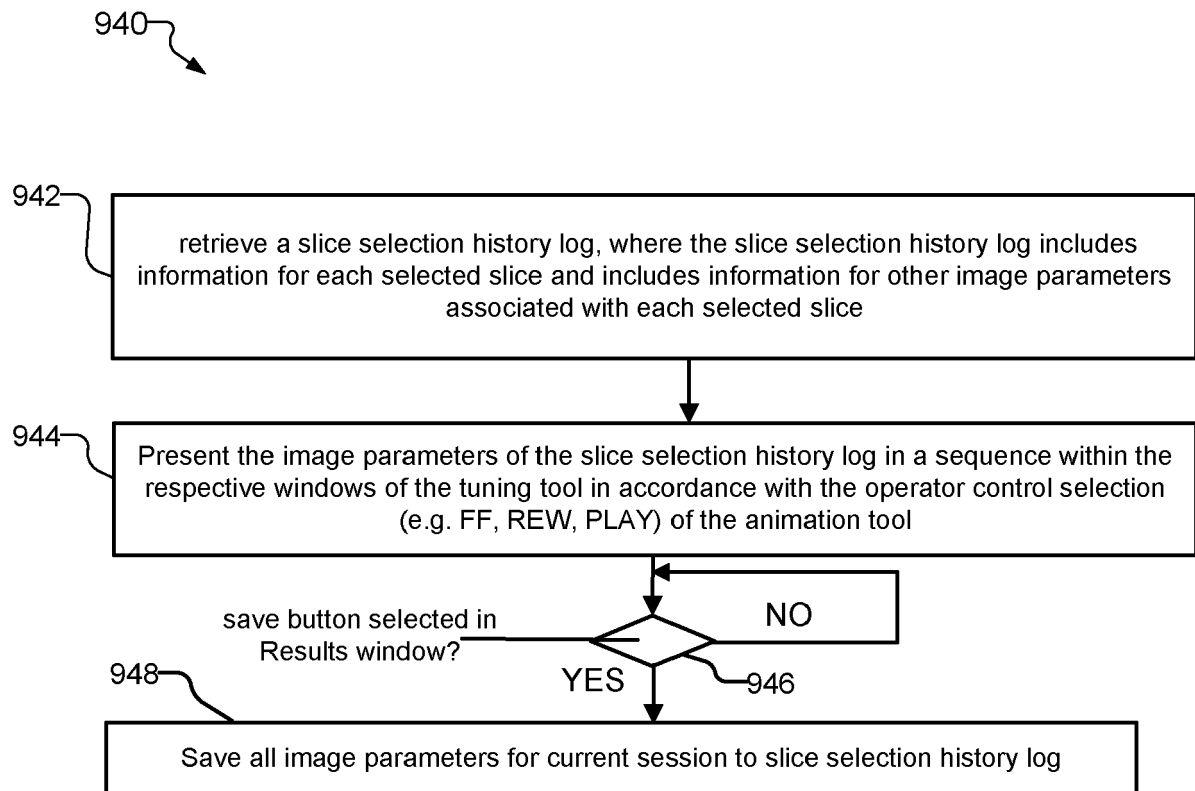 940
942
retrieve a slice selection history log, where the slice selection history log includes
information for each selected slice and includes information for other image parameters
associated with each selected slice
944
Present the image parameters of the slice selection history log in a sequence within the
respective windows of the tuning tool in accordance with the operator control selection
(e.g. FF, REW, PLAY) of the animation tool
save button selected in
Results window?
NO
YES
946
948
Save all image parameters for current session to slice selection history log